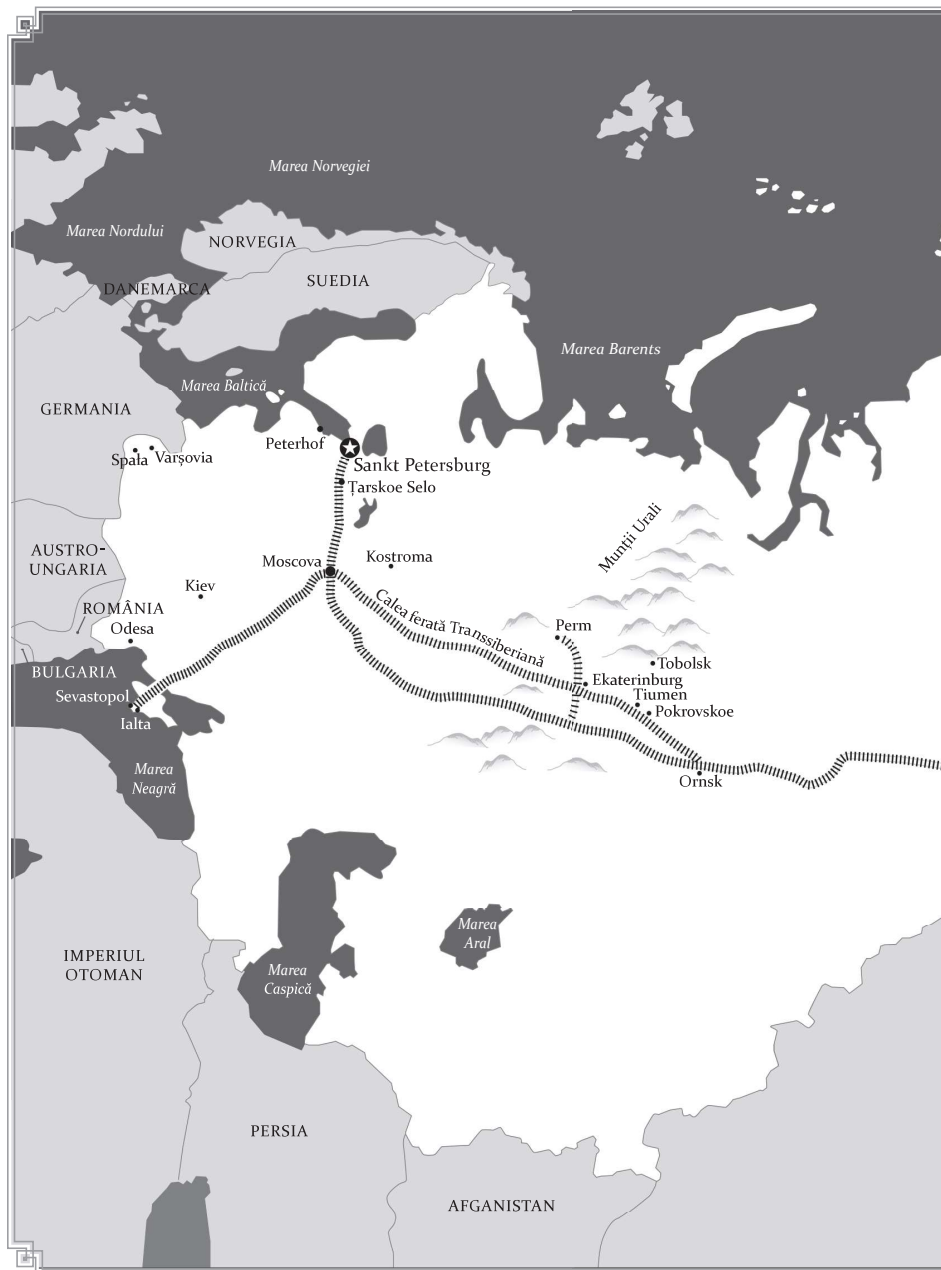 Marea Norvegiei
Marea Nordului
NORVEGIA
SUEDIA
DANEMARCA
Marea Barents
Marea Baltică
GERMANIA
Peterhof
Spała Varșovia
Sankt Petersburg
Țarskoe Selo
Munții Urali
AUSTRO-
UNGARIA
Moscova
Kostroma
Kiev
Calea ferată Transsiberiană
ROMÂNIA
Odesa
Perm
Tobolsk
BULGARIA
Ekaterinburg
Sevastopol
Tiumen
Pokrovskoe
Ialta
Marea
Neagră
Ornsk
Marea
Aral
IMPERIUL
OTOMAN
Marea
Caspică
PERSIA
AFGANISTAN